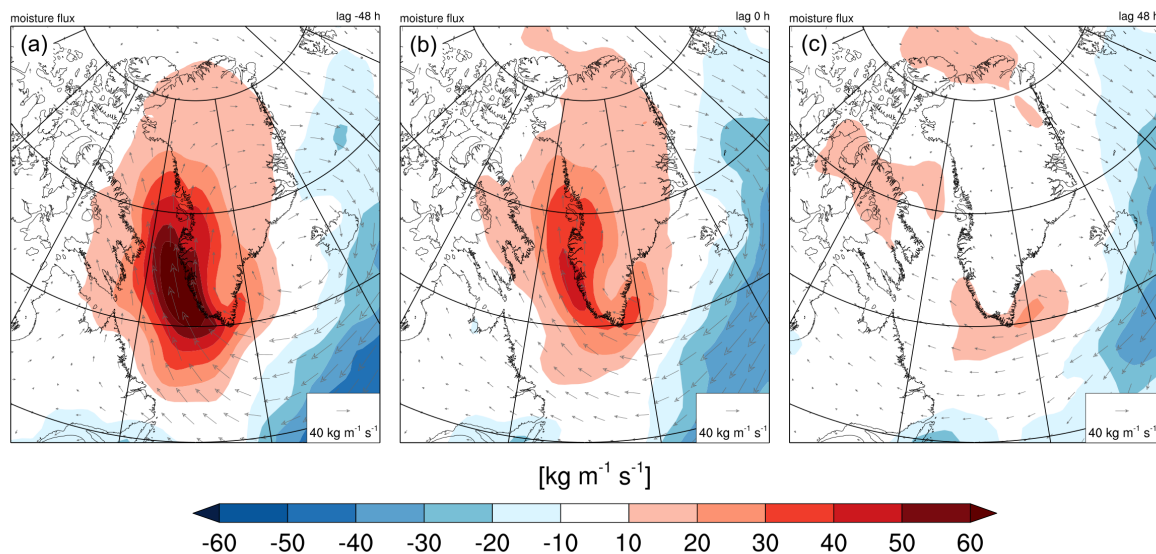 moisture flux lag -48 h
(a)
40 kg m⁻¹ s⁻¹
moisture flux lag 0 h
(b)
40 kg m⁻¹ s⁻¹
moisture flux lag 48 h
(c)
40 kg m⁻¹ s⁻¹
[kg m⁻¹ s⁻¹]
-60 -50 -40 -30 -20 -10 10 20 30 40 50 60